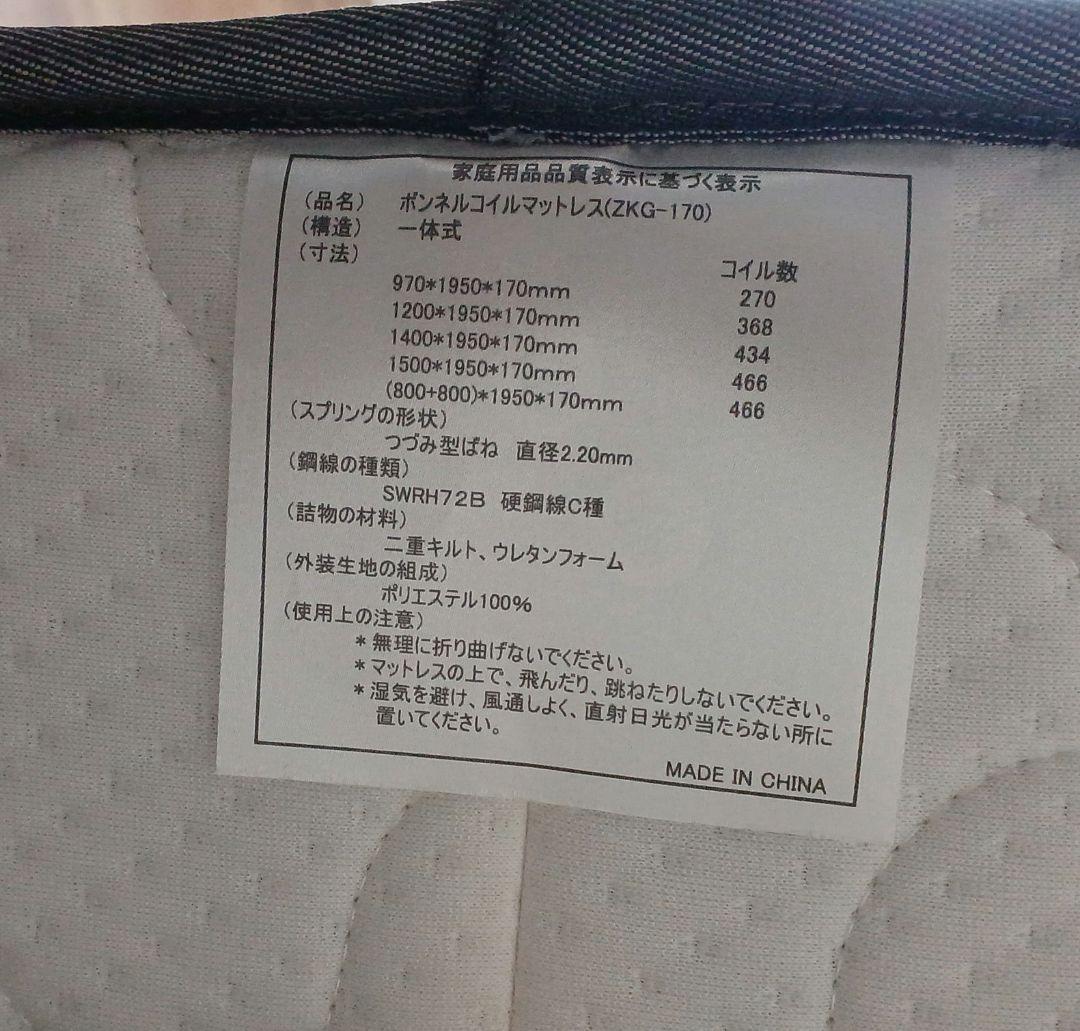 家庭用品品質表示に基づく表示
(品名) ボンネルコイルマットレス(ZKG-170)
(構造) 一体式
(寸法) コイル数
970*1950*170mm 270
1200*1950*170mm 368
1400*1950*170mm 434
1500*1950*170mm 466
(800+800)*1950*170mm 466
(スプリングの形状)
つづみ型ばね 直径2.20mm
(鋼線の種類)
SWRH72B 硬鋼線C種
(詰物の材料)
二重キルト、ウレタンフォーム
(外装生地の組成)
ポリエステル100%
(使用上の注意)
*無理に折り曲げないでください。
*マットレスの上で、飛んだり、跳ねたりしないでください。
*湿気を避け、風通しよく、直射日光が当たらない所に
置いてください。
MADE IN CHINA